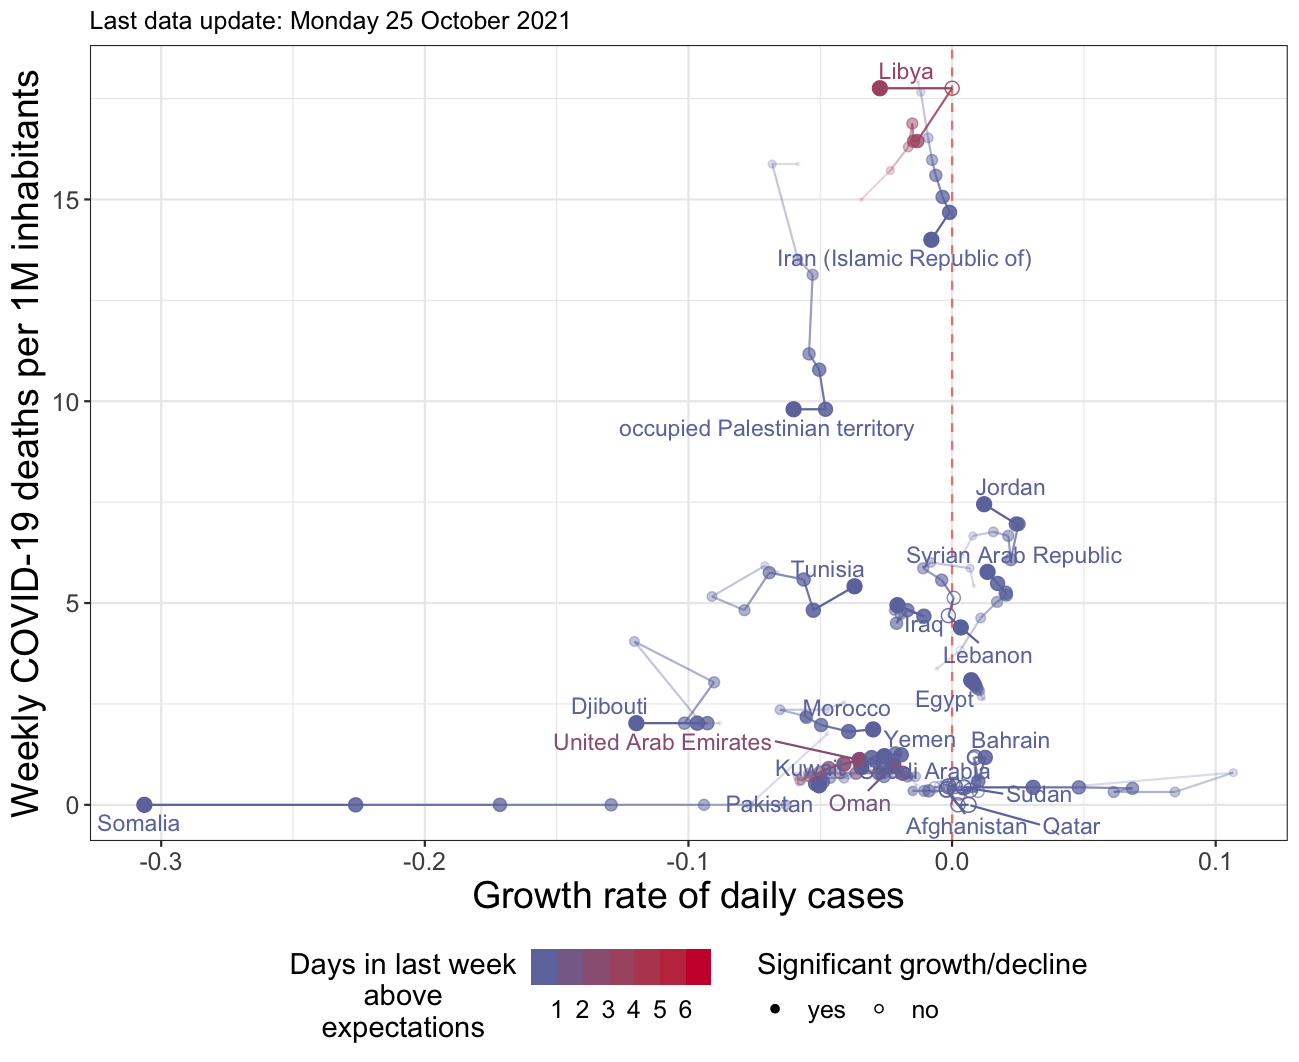 Last data update: Monday 25 October 2021
Weekly COVID-19 deaths per 1M inhabitants
15
10
5
0
Libya
Iran (Islamic Republic of)
occupied Palestinian territory
Jordan
Syrian Arab Republic
Tunisia
Iraq
Lebanon
Egypt
Djibouti
Morocco
United Arab Emirates
Yemen
Bahrain
Kuwait
Saudi Arabia
Sudan
Pakistan
Oman
Somalia
Afghanistan
Qatar
-0.3
-0.2
-0.1
0.0
0.1
Growth rate of daily cases
Days in last week
above
expectations
1 2 3 4 5 6
Significant growth/decline
yes
no